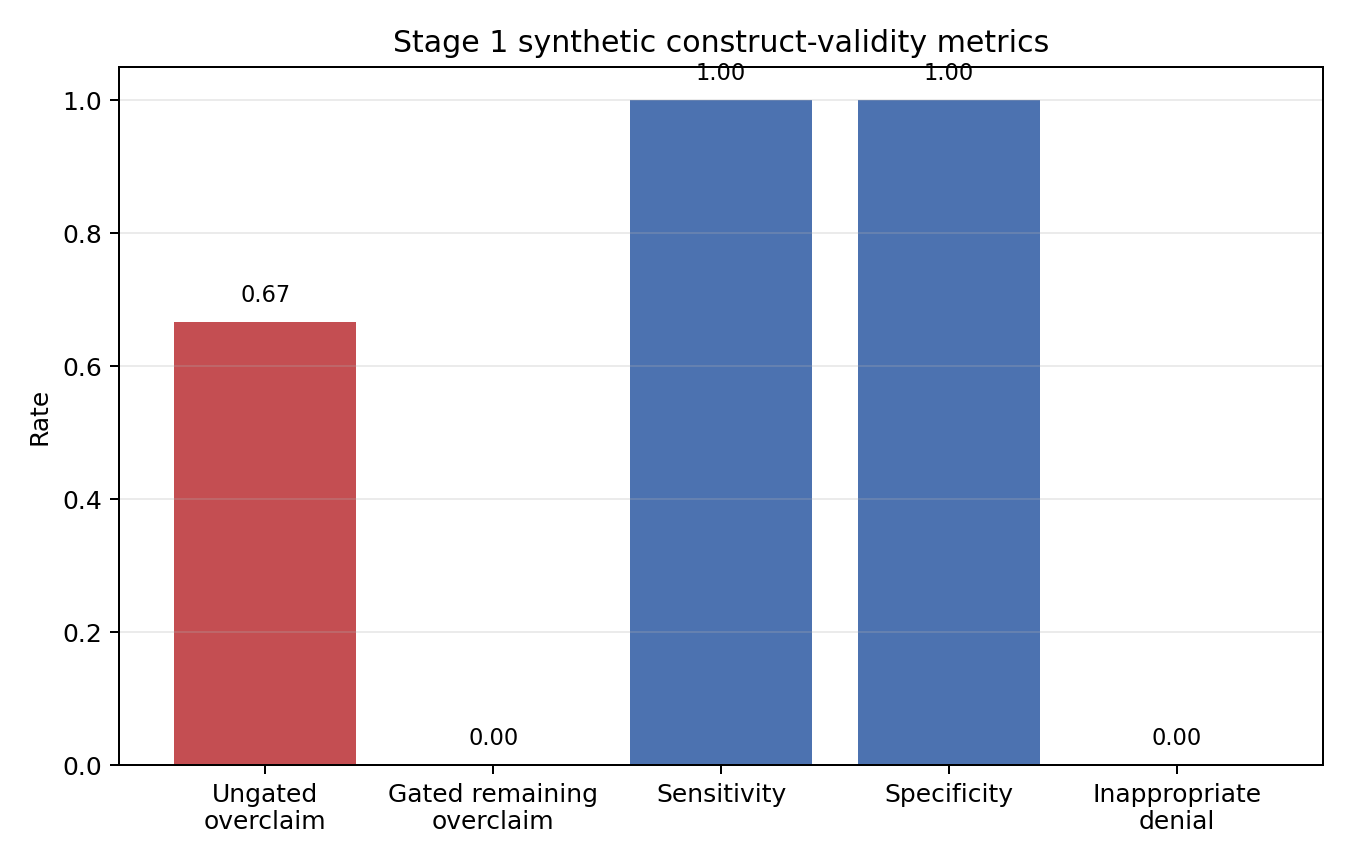 Stage 1 synthetic construct-validity metrics
1.00
1.00
1.0
0.8
0.67
0.6
Rate
0.4
0.2
0.00
0.00
0.0
Ungated
overclaim
Gated remaining
overclaim
Sensitivity
Specificity
Inappropriate
denial